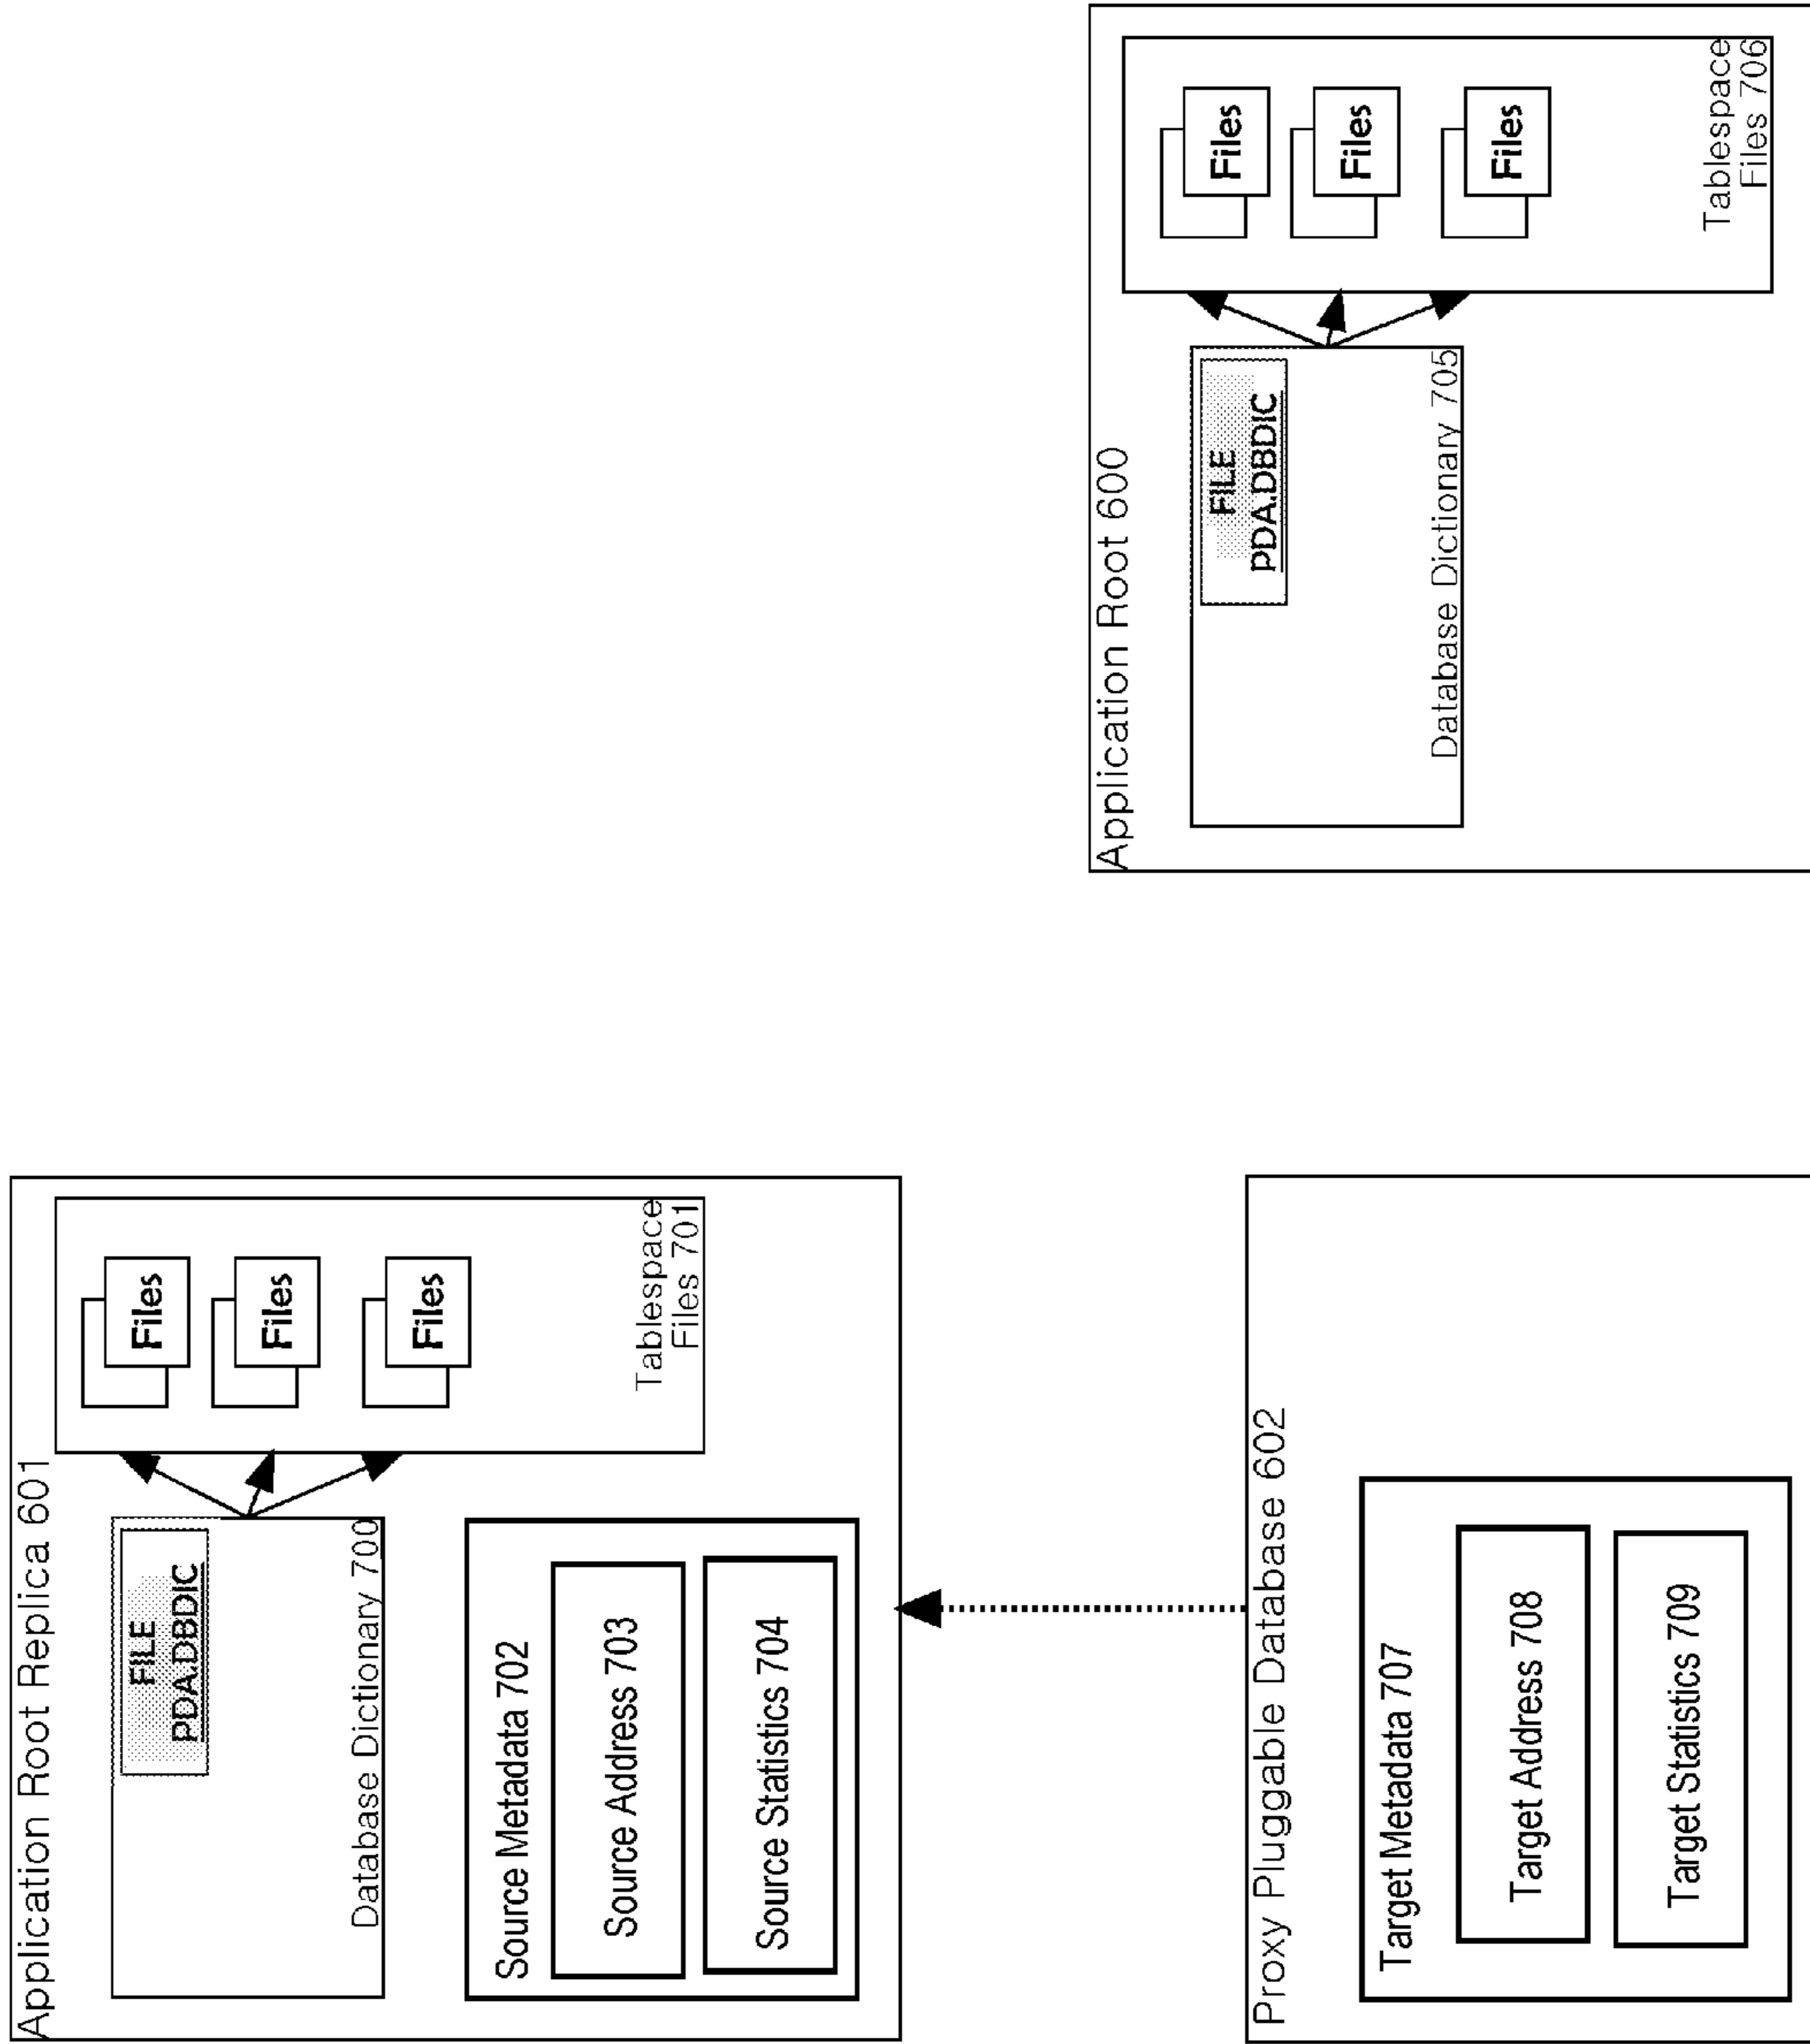 Application Root Replica 601
FILE
PDA.DBDIC
Database Dictionary 700
Files
Files
Files
Tablespace
Files 701
Source Metadata 702
Source Address 703
Source Statistics 704
Proxy Pluggable Database 602
Target Metadata 707
Target Address 708
Target Statistics 709
Application Root 600
FILE
PDA.DBDIC
Database Dictionary 705
Files
Files
Files
Tablespace
Files 706